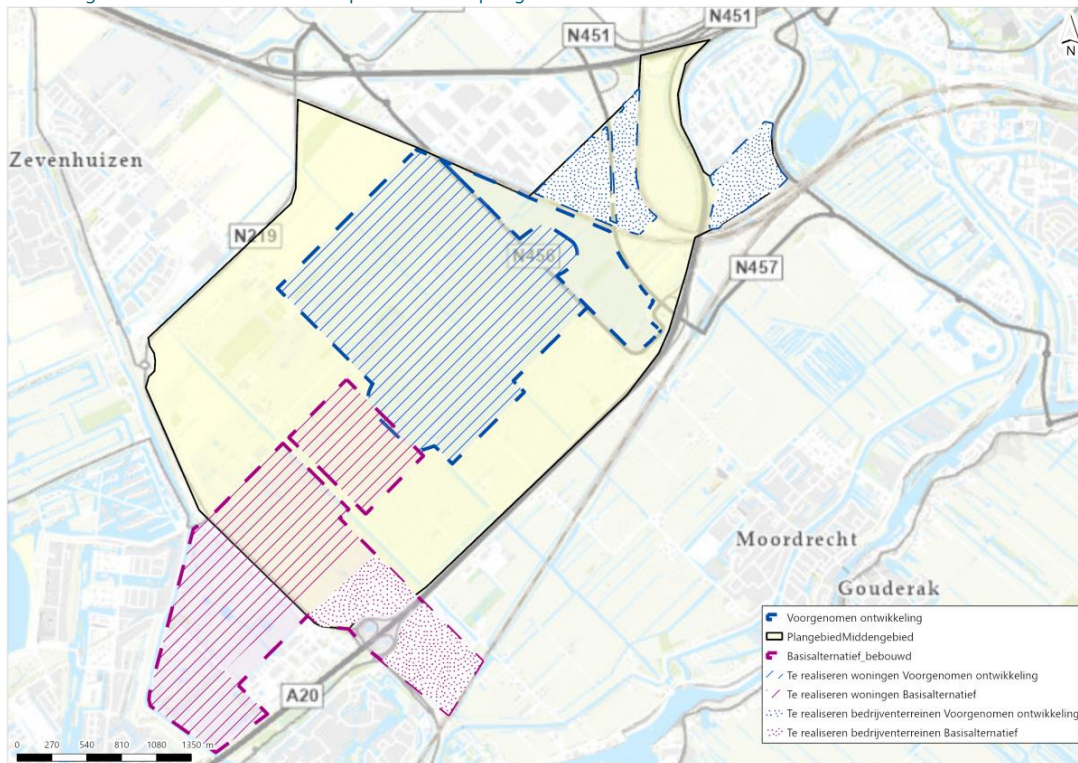 N451
N451
N
Zevenhuizen
N219
N456
N457
Moordrecht
Gouderak
A20
Voorgenomen ontwikkeling
PlangebiedMiddengebied
Basisalternatief_bebouwd
Te realiseren woningen Voorgenomen ontwikkeling
Te realiseren woningen Basisalternatief
Te realiseren bedrijventerreinen Voorgenomen ontwikkeling
Te realiseren bedrijventerreinen Basisalternatief
0 270 540 810 1080 1350 m